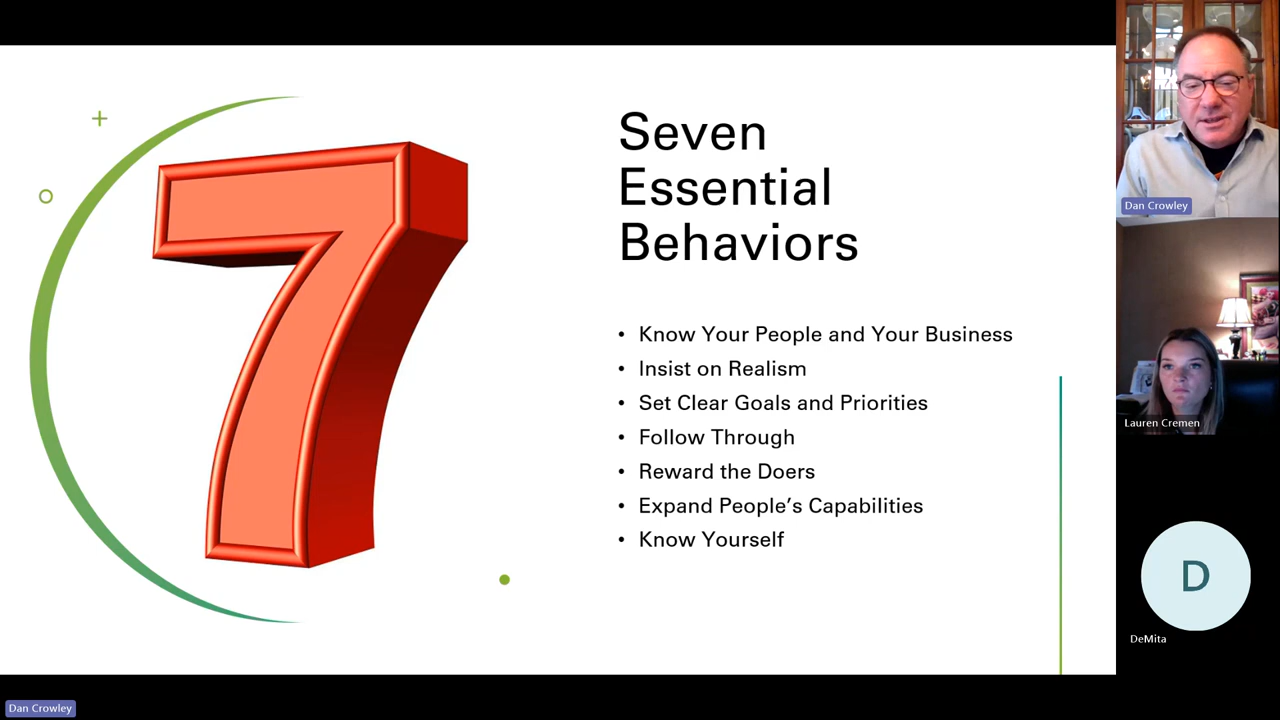 7
Seven
Essential
Behaviors
• Know Your People and Your Business
• Insist on Realism
• Set Clear Goals and Priorities
• Follow Through
• Reward the Doers
• Expand People’s Capabilities
• Know Yourself
Dan Crowley
Lauren Cremen
D
DeMita
Dan Crowley